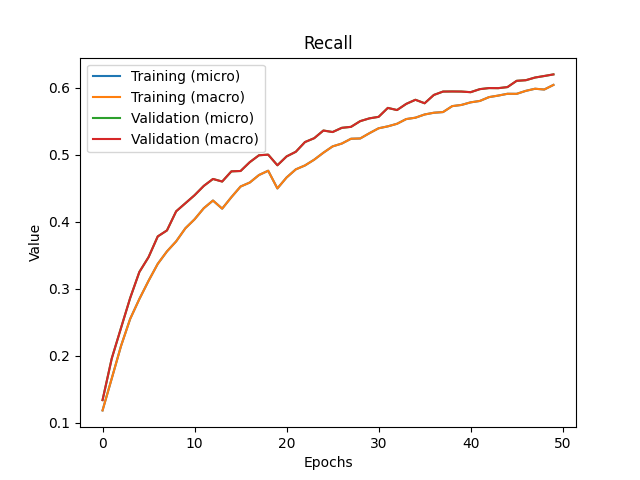 Recall
Training (micro)
Training (macro)
Validation (micro)
Validation (macro)
0.6
0.5
0.4
0.3
0.2
0.1
Value
0 10 20 30 40 50
Epochs